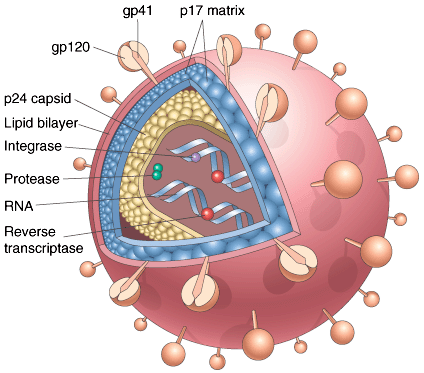 gp41
p17 matrix
gp120
p24 capsid
Lipid bilayer
Integrase
Protease
RNA
Reverse
transcriptase